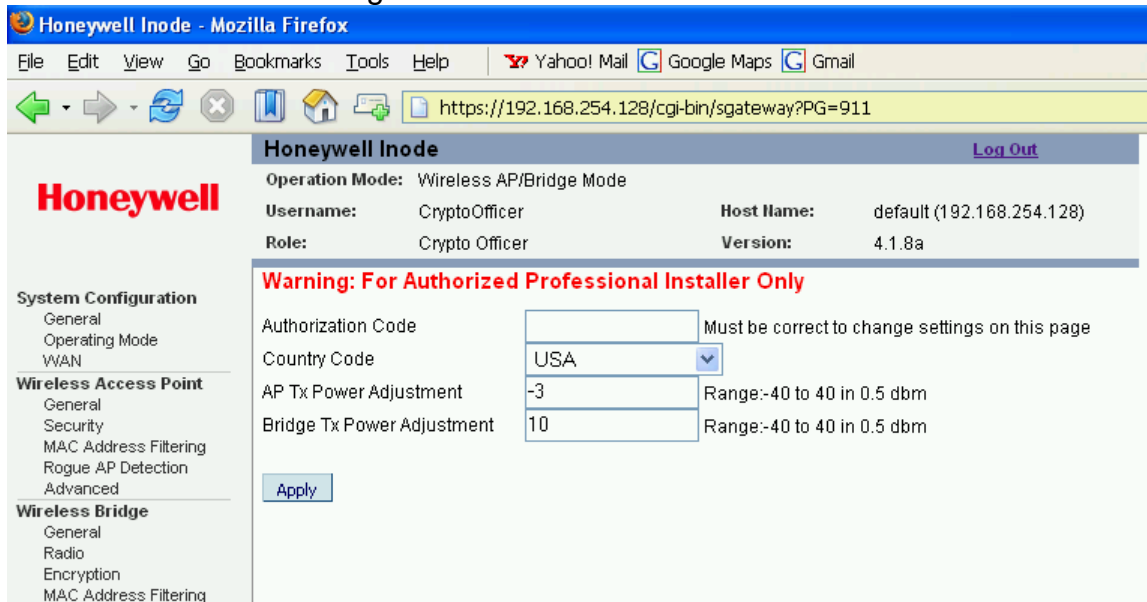 Honeywell Inode - Mozilla Firefox
File Edit View Go Bookmarks Tools Help Yahoo! Mail G Google Maps G Gmail
https://192.168.254.128/cgi-bin/sgateway?PG=911
Honeywell
Honeywell Inode Log Out
Operation Mode: Wireless AP/Bridge Mode
Username: CryptoOfficer Host Name: default (192.168.254.128)
Role: Crypto Officer Version: 4.1.8a
System Configuration
General
Operating Mode
WAN
Wireless Access Point
General
Security
MAC Address Filtering
Rogue AP Detection
Advanced
Wireless Bridge
General
Radio
Encryption
MAC Address Filtering
Warning: For Authorized Professional Installer Only
Authorization Code Must be correct to change settings on this page
Country Code USA
AP Tx Power Adjustment -3 Range:-40 to 40 in 0.5 dbm
Bridge Tx Power Adjustment 10 Range:-40 to 40 in 0.5 dbm
Apply